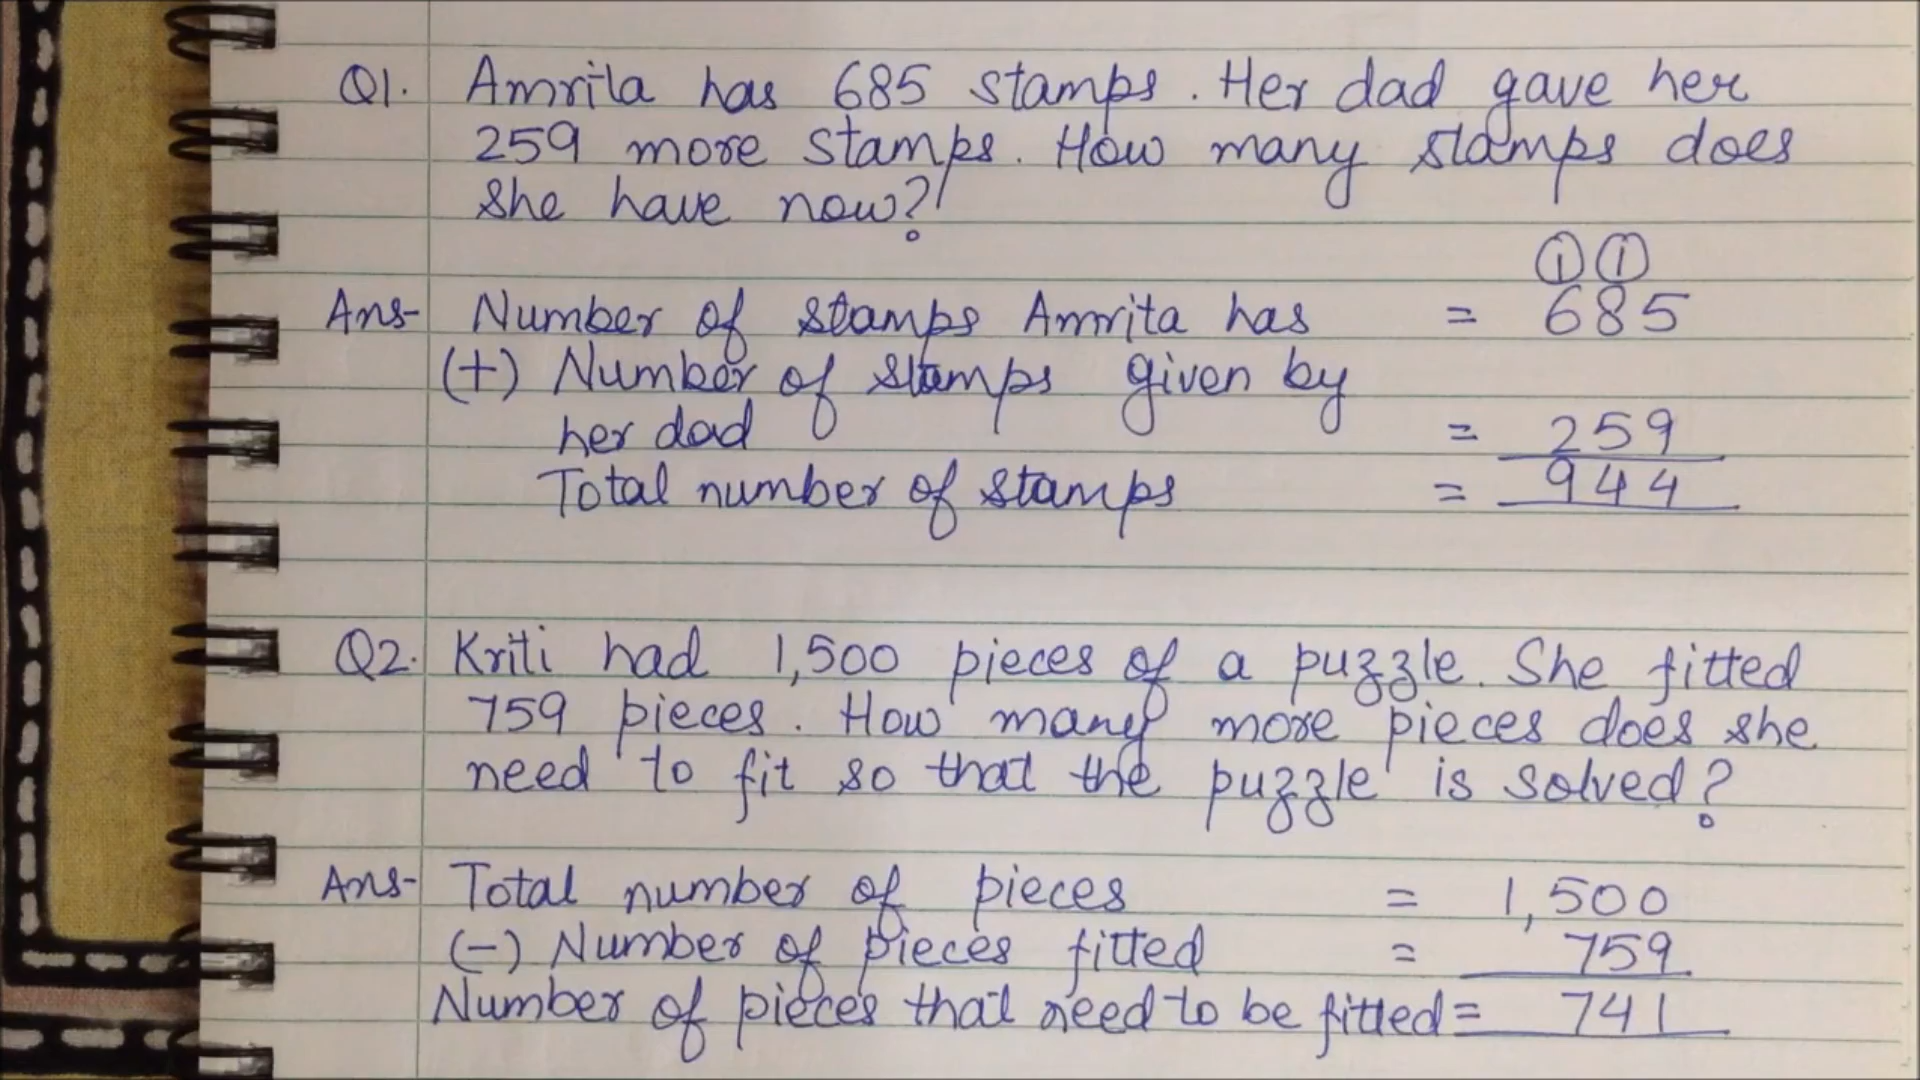 Q1. Amrita has 685 stamps. Her dad gave her
259 more stamps. How many stamps does
she have now?
1 1
Ans- Number of stamps Amrita has = 685
(+) Number of stamps given by
her dad = 259
Total number of stamps = 944
Q2. Kriti had 1,500 pieces of a puzzle. She fitted
759 pieces. How many more pieces does she
need to fit so that the puzzle is solved?
Ans- Total number of pieces = 1,500
(-) Number of pieces fitted = 759
Number of pieces that need to be fitted = 741